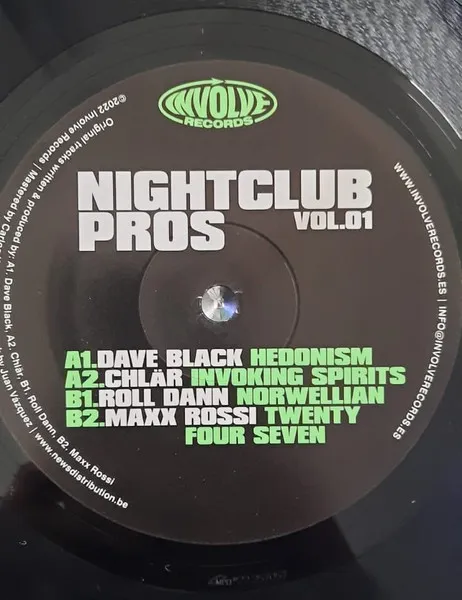 INVOLVE
RECORDS
NIGHTCLUB
PROS
VOL.01
A1.DAVE BLACK HEDONISM
A2.CHLÄR INVOKING SPIRITS
B1.ROLL DANN NORWELLIAN
B2.MAXX ROSSI TWENTY
FOUR SEVEN
WWW.INVOLVERECORDS.ES | INFO@INVOLVERECORDS.ES
Original tracks written & produced by: A1. Dave Black, A2. Chlär, B1. Roll Dann, B2. Maxx Rossi
©2022 Involve Records | Mastered by
by Juan Vazquez | www.newsdistribution.be